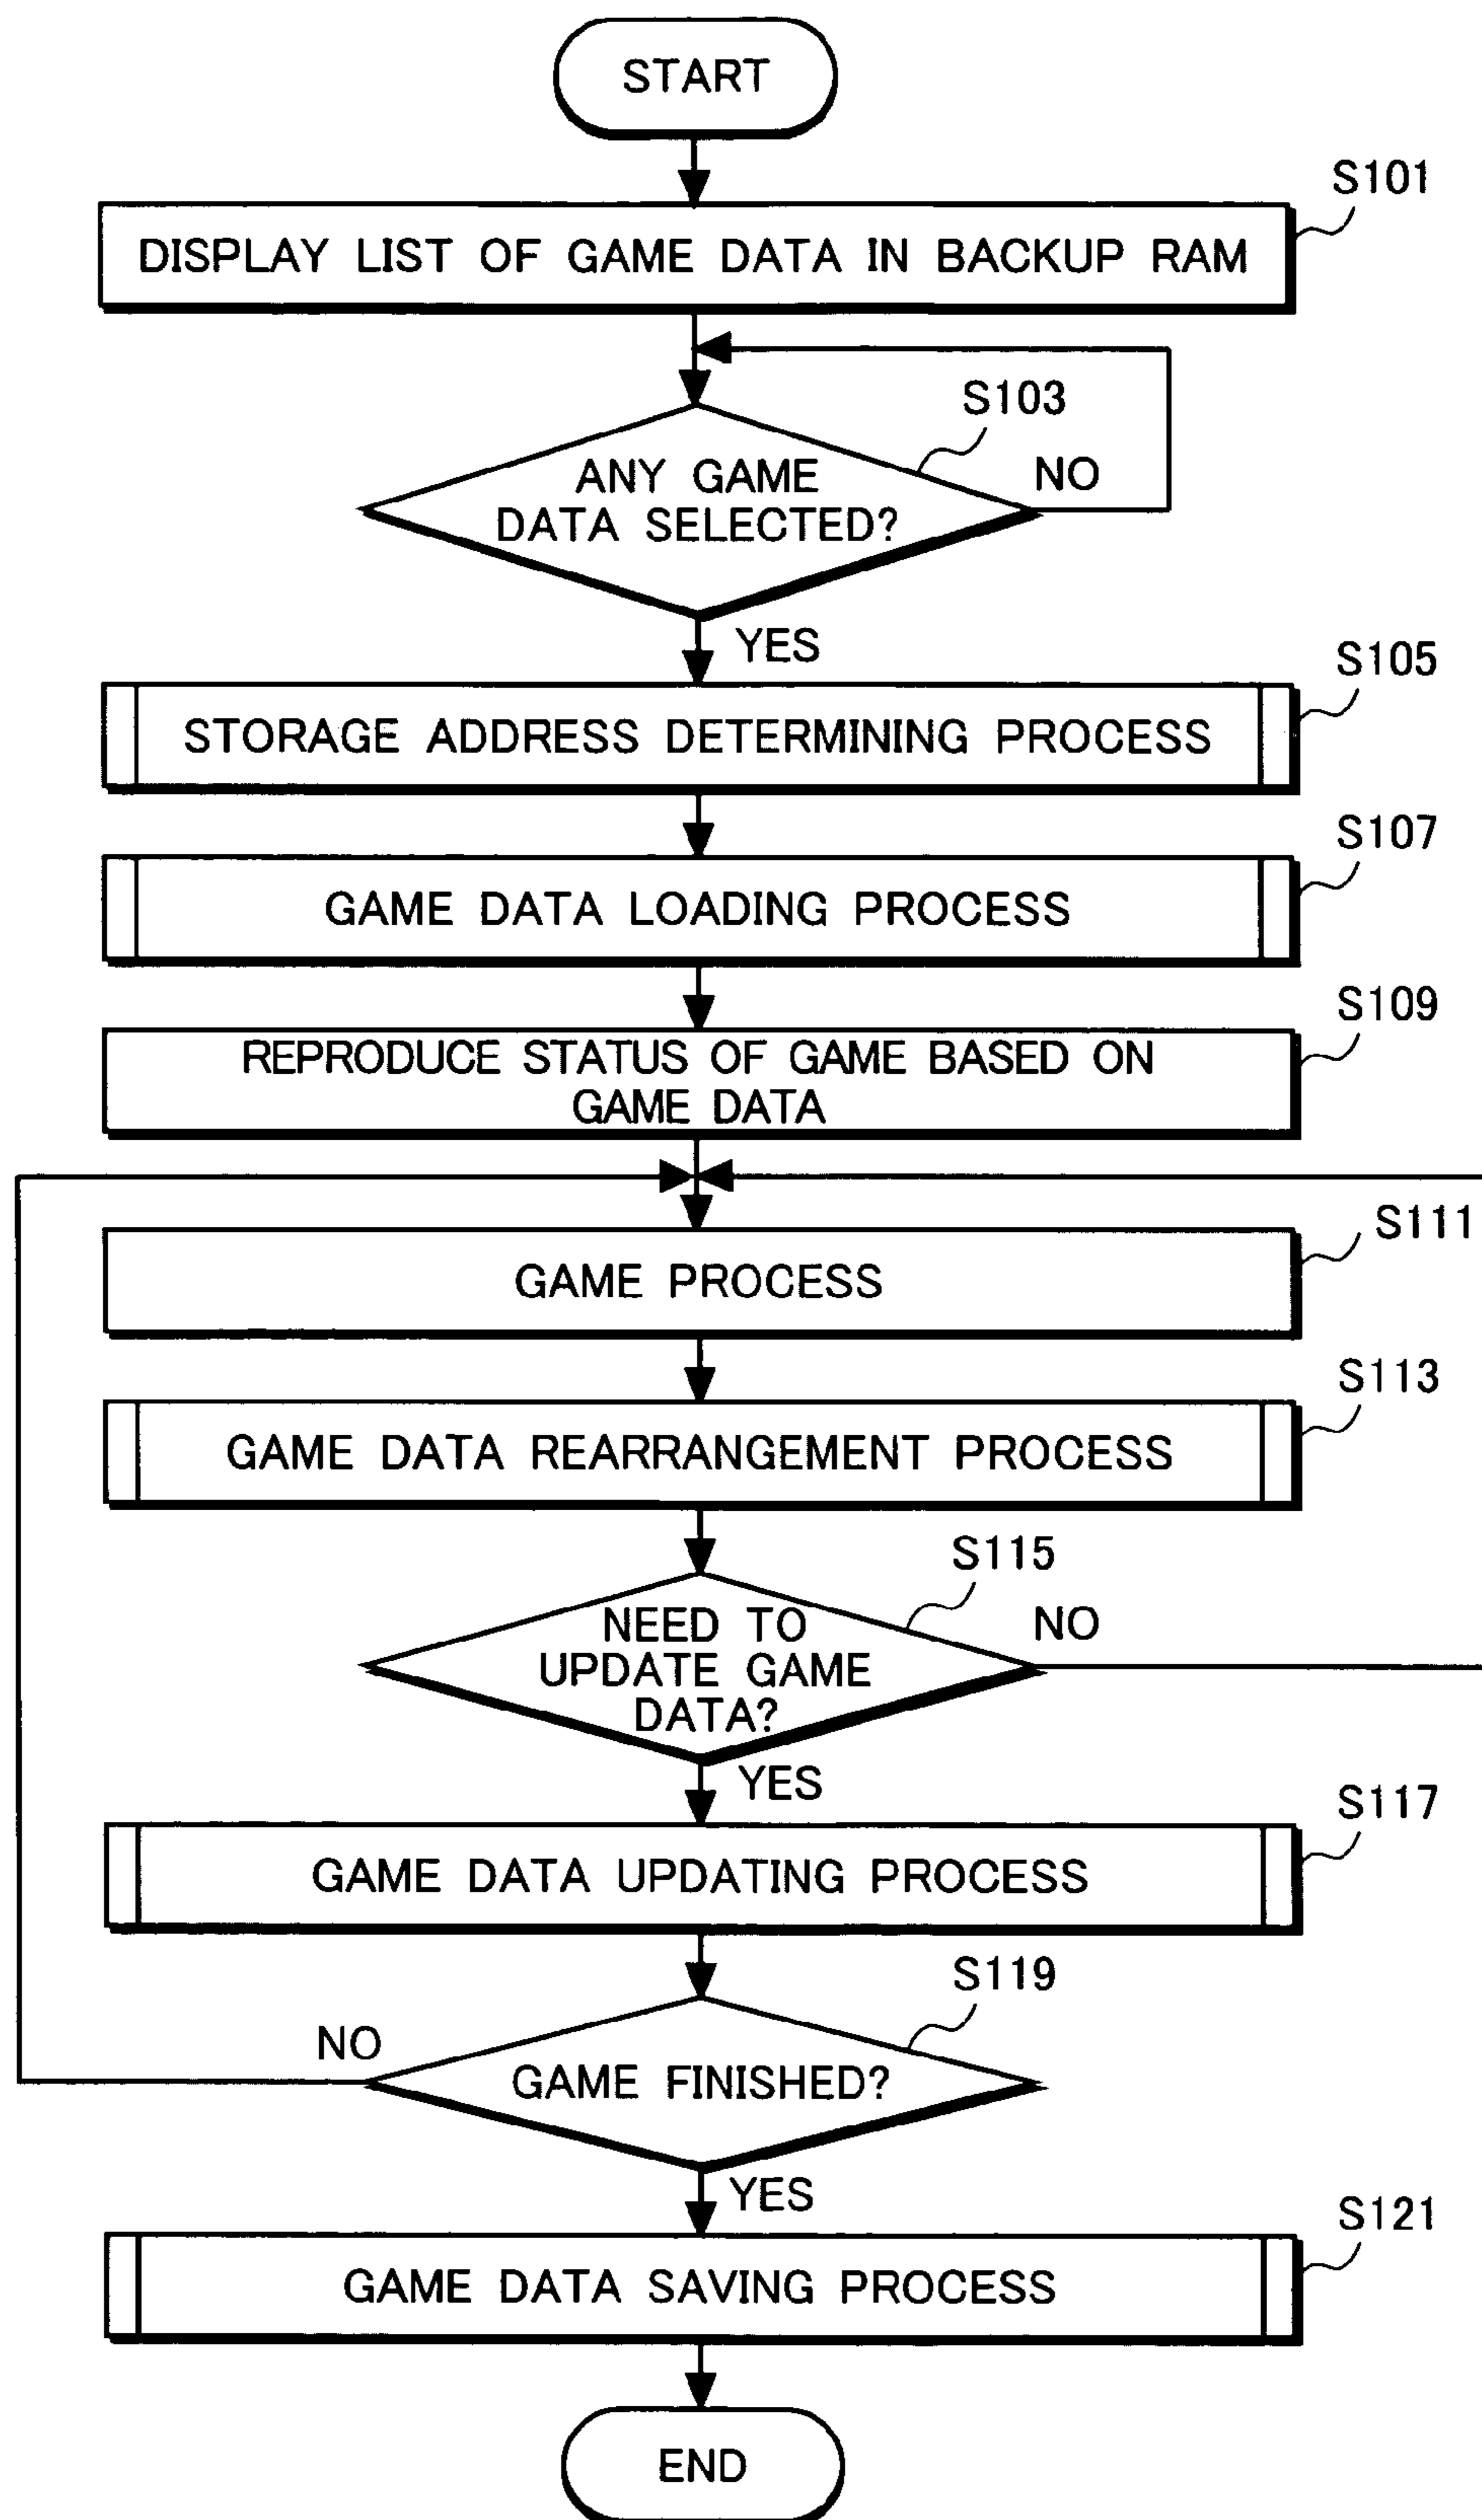 START
S101
DISPLAY LIST OF GAME DATA IN BACKUP RAM
S103
ANY GAME
DATA SELECTED?
NO
YES
S105
STORAGE ADDRESS DETERMINING PROCESS
S107
GAME DATA LOADING PROCESS
S109
REPRODUCE STATUS OF GAME BASED ON
GAME DATA
S111
GAME PROCESS
S113
GAME DATA REARRANGEMENT PROCESS
S115
NEED TO
UPDATE GAME
DATA?
NO
YES
S117
GAME DATA UPDATING PROCESS
S119
NO
GAME FINISHED?
YES
S121
GAME DATA SAVING PROCESS
END